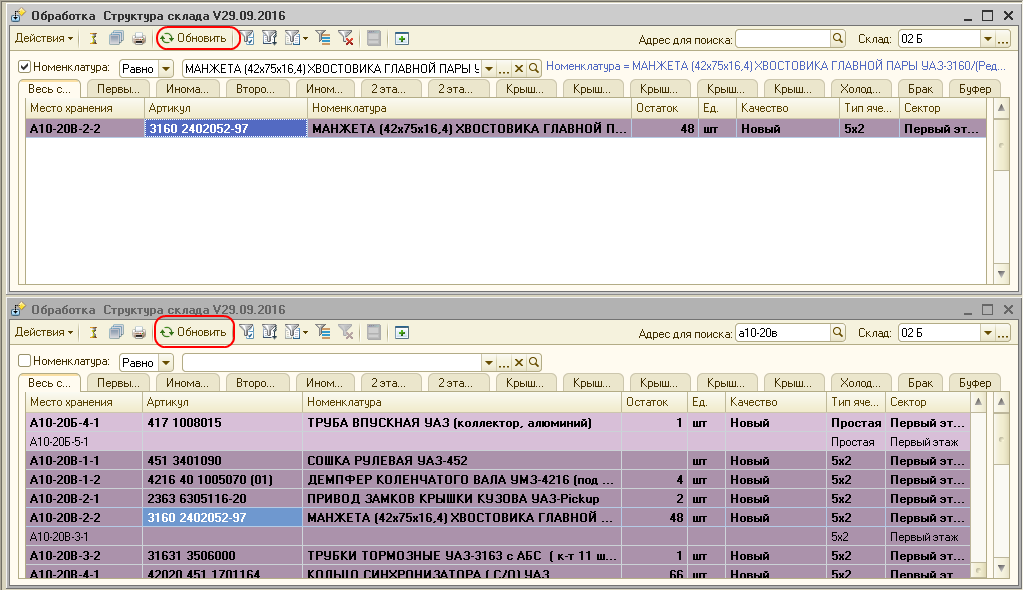 Обработка Структура склада V29.09.2016
Действия Обновить Адрес для поиска: Склад: 02 Б ...
Номенклатура: Равно МАНЖЕТА (42x75x16,4) ХВОСТОВИКА ГЛАВНОЙ ПАРЫ У ... Номенклатура = МАНЖЕТА (42x75x16,4) ХВОСТОВИКА ГЛАВНОЙ ПАРЫ УАЗ-3160/(Ред...
Весь с... Первы... Инома... Второ... Ином... 2 эта... 2 эта... Крыш... Крыш... Крыш... Крыш... Крыш... Холод... Брак Буфер
Место хранения Артикул Номенклатура Остаток Ед. Качество Тип яче... Сектор
А10-20В-2-2 3160 2402052-97 МАНЖЕТА (42x75x16,4) ХВОСТОВИКА ГЛАВНОЙ П... 48 шт Новый 5x2 Первый эт...
Обработка Структура склада V29.09.2016
Действия Обновить Адрес для поиска: а10-20в Склад: 02 Б ...
Номенклатура: Равно ...
Весь с... Первы... Инома... Второ... Ином... 2 эта... 2 эта... Крыш... Крыш... Крыш... Крыш... Крыш... Холод... Брак Буфер
Место хранения Артикул Номенклатура Остаток Ед. Качество Тип яче... Сектор
А10-20Б-4-1 417 1008015 ТРУБА ВПУСКНАЯ УАЗ (коллектор, алюминий) 1 шт Новый Простая Первый эт...
А10-20Б-5-1 Простая Первый этаж
А10-20В-1-1 451 3401090 СОШКА РУЛЕВАЯ УАЗ-452 шт Новый 5x2 Первый эт...
А10-20В-1-2 4216 40 1005070 (01) ДЕМПФЕР КОЛЕНЧАТОГО ВАЛА УМЗ-4216 (под ... 4 шт Новый 5x2 Первый эт...
А10-20В-2-1 2363 6305116-20 ПРИВОД ЗАМКОВ КРЫШКИ КУЗОВА УАЗ-Pickup 2 шт Новый 5x2 Первый эт...
А10-20В-2-2 3160 2402052-97 МАНЖЕТА (42x75x16,4) ХВОСТОВИКА ГЛАВНОЙ ... 48 шт Новый 5x2 Первый эт...
А10-20В-3-1 5x2 Первый этаж
А10-20В-3-2 31631 3506000 ТРУБКИ ТОРМОЗНЫЕ УАЗ-3163 с АБС ( к-т 11 ш... 1 шт Новый 5x2 Первый эт...
А10-20В-4-1 42020 451 1701164 КОЛЬЦО СИНХРОНИЗАТОРА ( С/О) УАЗ 66 шт Новый 5x2 Первый эт...